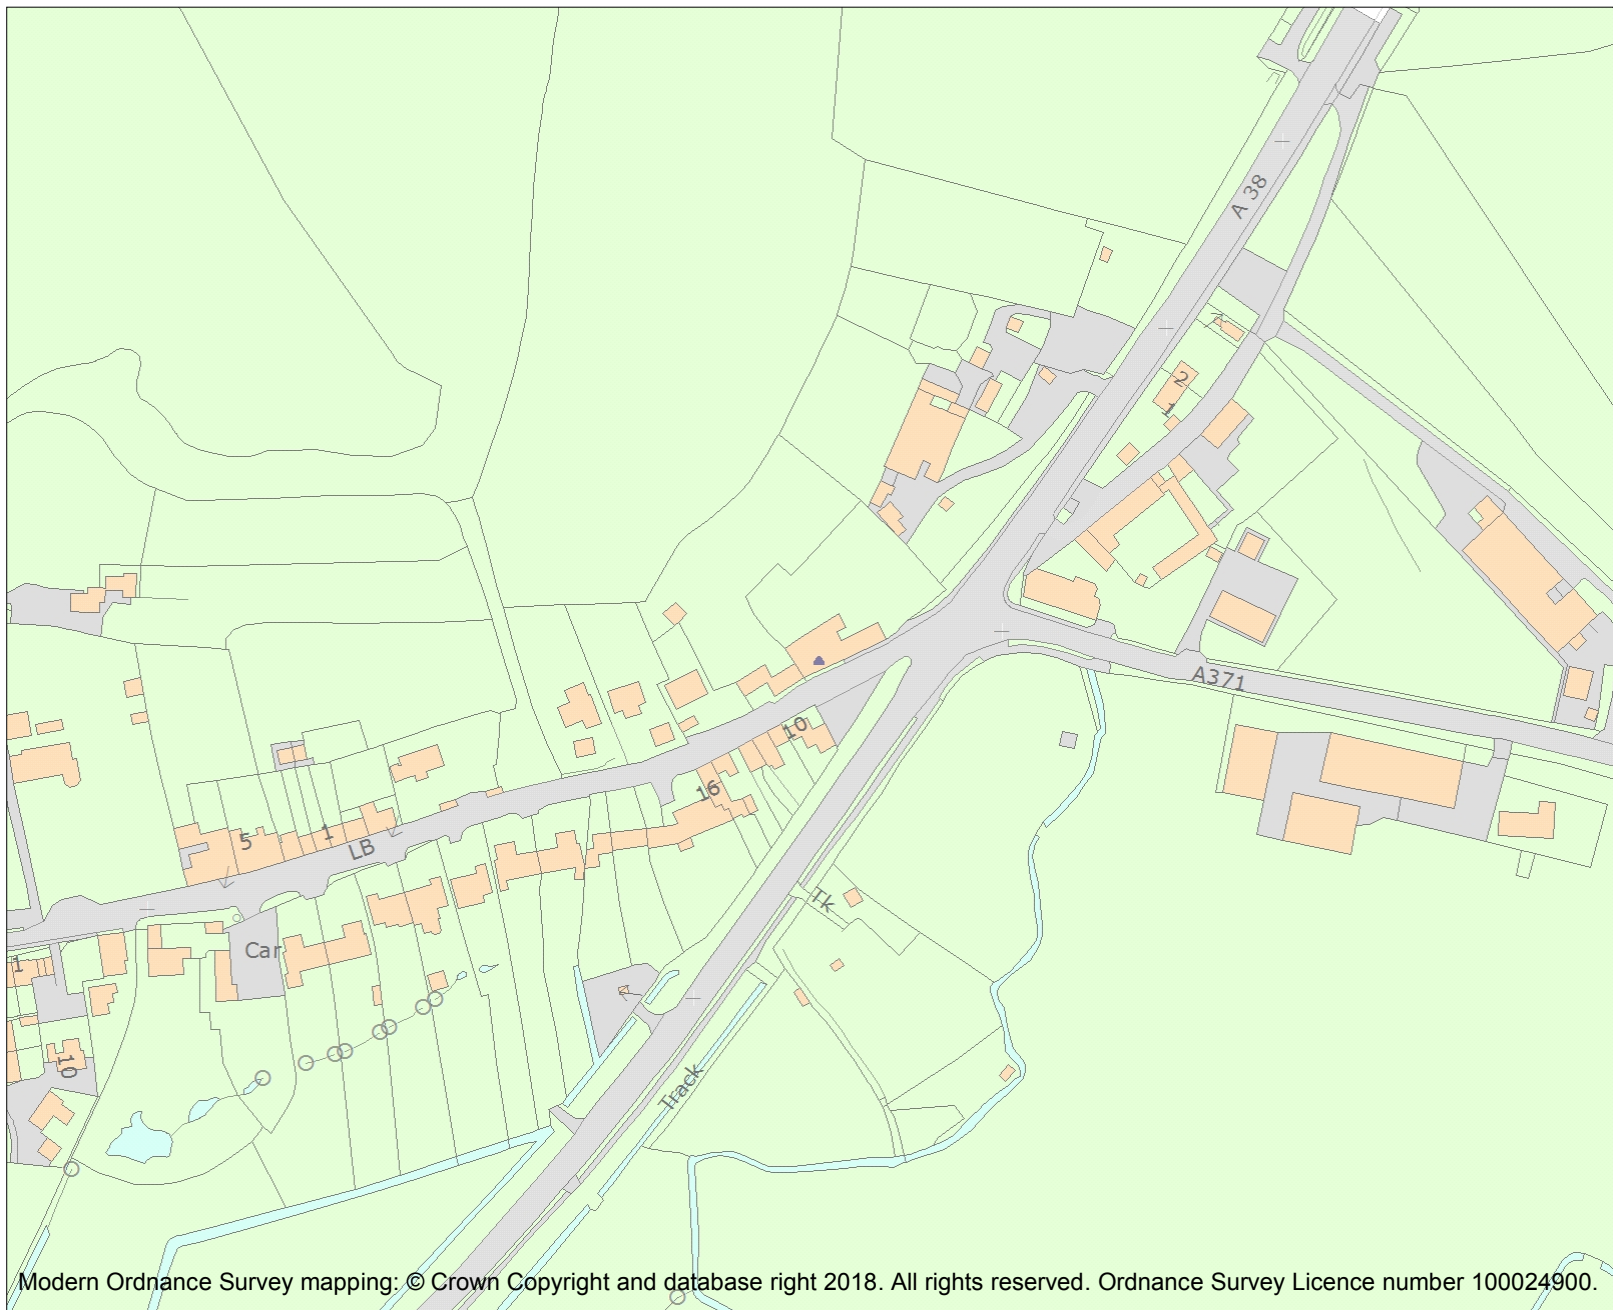 A 38
2
1
A371
10
16
5
1
LB
Tk
Car
1
10
Track
Modern Ordnance Survey mapping: © Crown Copyright and database right 2018. All rights reserved. Ordnance Survey Licence number 100024900.